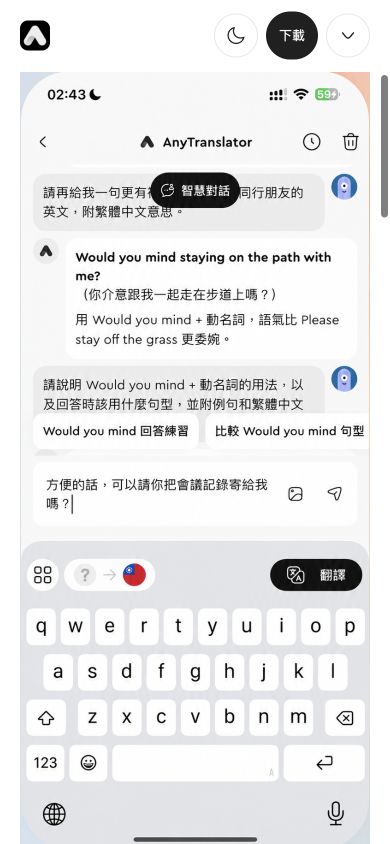 下載
02:43
59
AnyTranslator
請再給我一句更有
同行朋友的
智慧對話
英文，附繁體中文意思。
Would you mind staying on the path with
me?
（你介意跟我一起走在步道上嗎？）
用 Would you mind + 動名詞，語氣比 Please
stay off the grass 更委婉。
請說明 Would you mind + 動名詞的用法，以
及回答時該用什麼句型，並附例句和繁體中文
Would you mind 回答練習
比較 Would you mind 句型
方便的話，可以請你把會議記錄寄給我
嗎？
? →
翻譯
q w e r t y u i o p
a s d f g h j k l
z x c v b n m
123
A